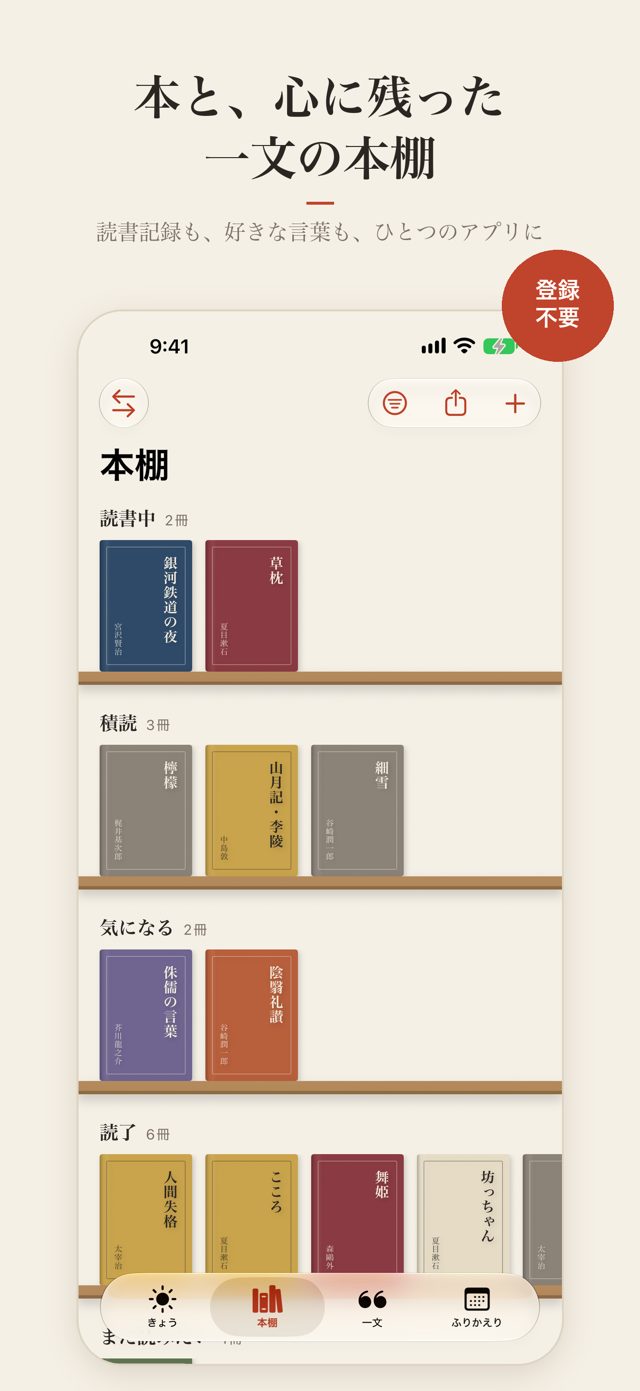 本と、心に残った
一文の本棚
読書記録も、好きな言葉も、ひとつのアプリに
登録
不要
9:41
本棚
読書中 2冊
銀河鉄道の夜
宮沢賢治
草枕
夏目漱石
積読 3冊
檸檬
梶井基次郎
山月記・李陵
中島敦
細雪
谷崎潤一郎
気になる 2冊
侏儒の言葉
芥川龍之介
陰翳礼讃
谷崎潤一郎
読了 6冊
人間失格
太宰治
こころ
夏目漱石
舞姫
森鷗外
坊っちゃん
夏目漱石
太宰治
きょう
本棚
一文
ふりかえり